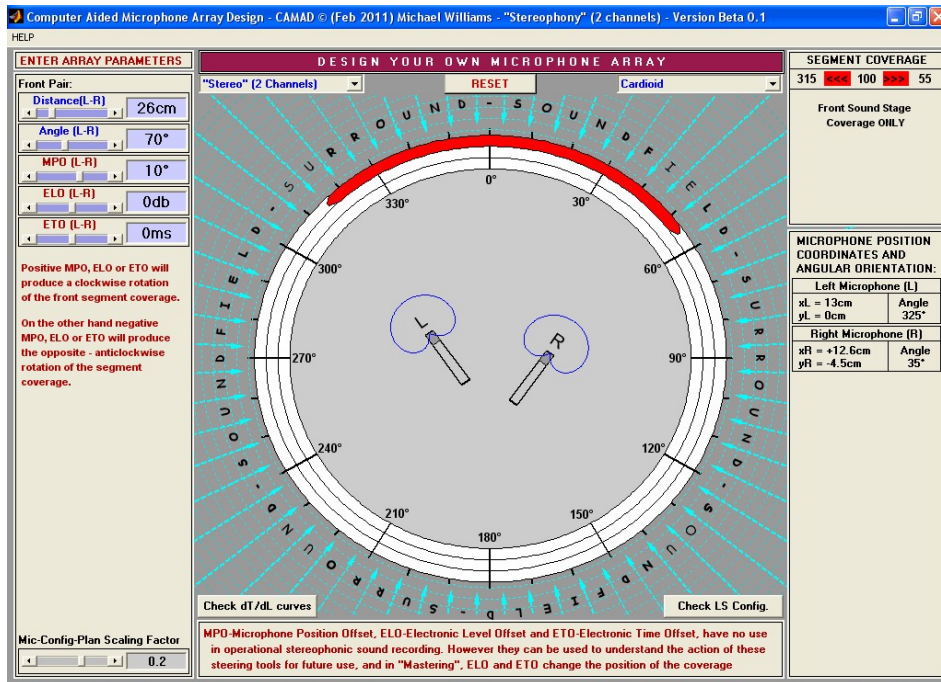 Computer Aided Microphone Array Design - CAMAD © (Feb 2011) Michael Williams - "Stereophony" (2 channels) - Version Beta 0.1
HELP
ENTER ARRAY PARAMETERS
Front Pair:
Distance(L-R)
26cm
Angle (L-R)
70°
MPO (L-R)
10°
ELO (L-R)
0db
ETO (L-R)
0ms
Positive MPO, ELO or ETO will
produce a clockwise rotation
of the front segment coverage.
On the other hand negative
MPO, ELO or ETO will produce
the opposite - anticlockwise
rotation of the segment
coverage.
Mic-Config-Plan Scaling Factor
0.2
DESIGN YOUR OWN MICROPHONE ARRAY
"Stereo" (2 Channels)
RESET
Cardioid
SURROUND-SOUNDFIELD-SURROUND-SOUNDFIELD-SURROUND-SOUNDFIELD-
0°
30°
60°
90°
120°
150°
180°
210°
240°
270°
300°
330°
L
R
Check dT/dL curves
Check LS Config.
MPO-Microphone Position Offset, ELO-Electronic Level Offset and ETO-Electronic Time Offset, have no use
in operational stereophonic sound recording. However they can be used to understand the action of these
steering tools for future use, and in "Mastering", ELO and ETO change the position of the coverage
SEGMENT COVERAGE
315 <<< 100 >>> 55
Front Sound Stage
Coverage ONLY
MICROPHONE POSITION
COORDINATES AND
ANGULAR ORIENTATION:
Left Microphone (L)
xL = 13cm Angle
yL = 0cm 325°
Right Microphone (R)
xR = +12.6cm Angle
yR = -4.5cm 35°